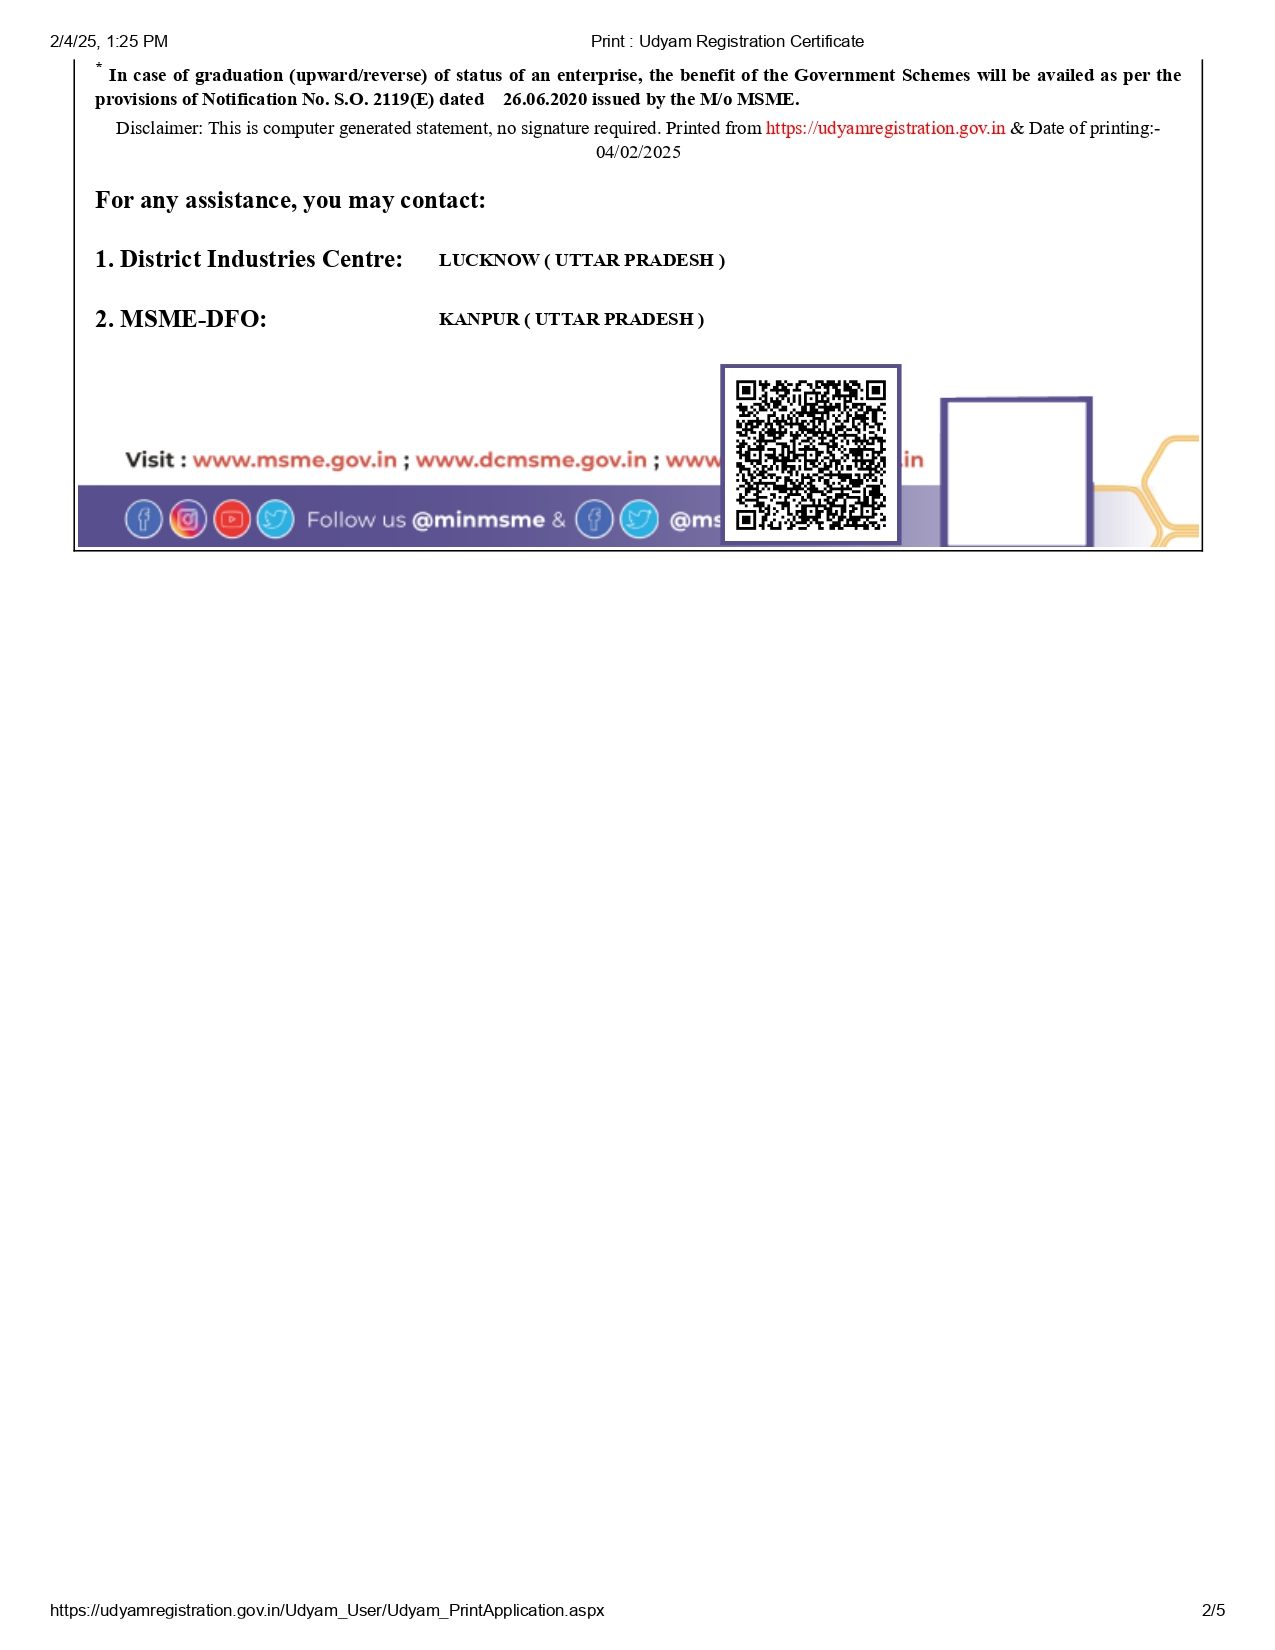 2/4/25, 1:25 PM Print : Udyam Registration Certificate
* In case of graduation (upward/reverse) of status of an enterprise, the benefit of the Government Schemes will be availed as per the
provisions of Notification No. S.O. 2119(E) dated 26.06.2020 issued by the M/o MSME.
Disclaimer: This is computer generated statement, no signature required. Printed from https://udyamregistration.gov.in & Date of printing:-
04/02/2025
For any assistance, you may contact:
1. District Industries Centre: LUCKNOW ( UTTAR PRADESH )
2. MSME-DFO: KANPUR ( UTTAR PRADESH )
Visit : www.msme.gov.in ; www.dcmsme.gov.in ; www .in
Follow us @minmsme & @ms
https://udyamregistration.gov.in/Udyam_User/Udyam_PrintApplication.aspx 2/5